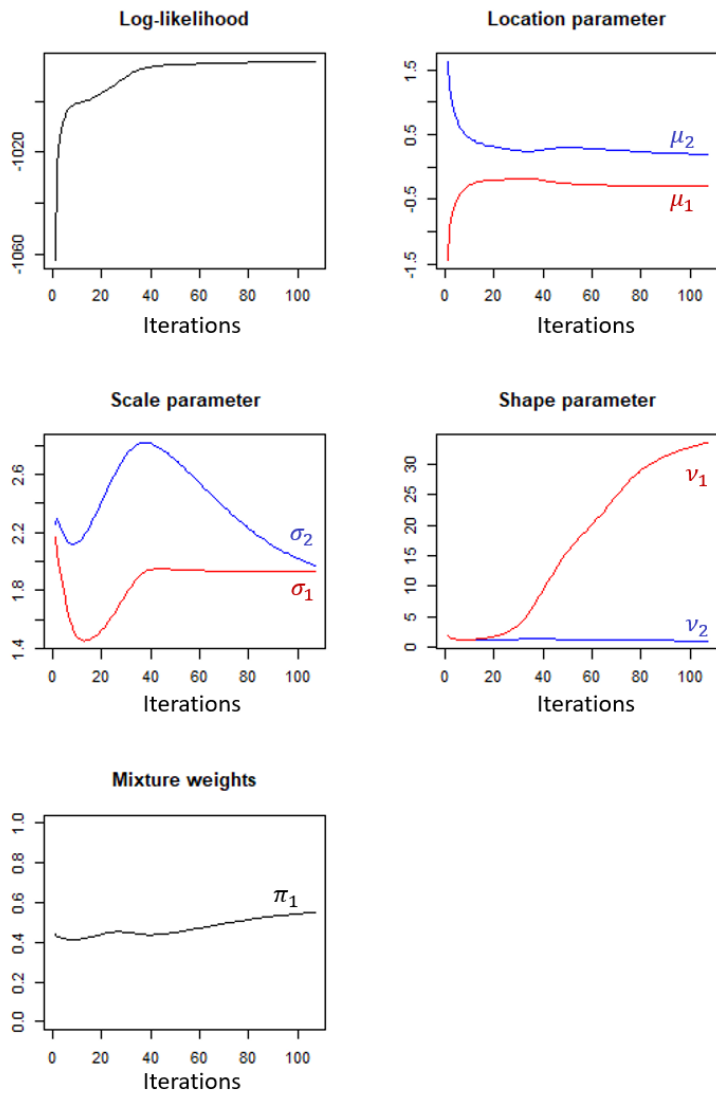 Log-likelihood
-1020
-1060
0 20 40 60 80 100
Iterations
Location parameter
1.5
0.5
-0.5
-1.5
μ2
μ1
0 20 40 60 80 100
Iterations
Scale parameter
2.6
2.2
1.8
1.4
σ2
σ1
0 20 40 60 80 100
Iterations
Shape parameter
30
25
20
15
10
5
0
ν1
ν2
0 20 40 60 80 100
Iterations
Mixture weights
1.0
0.8
0.6
0.4
0.2
0.0
π1
0 20 40 60 80 100
Iterations